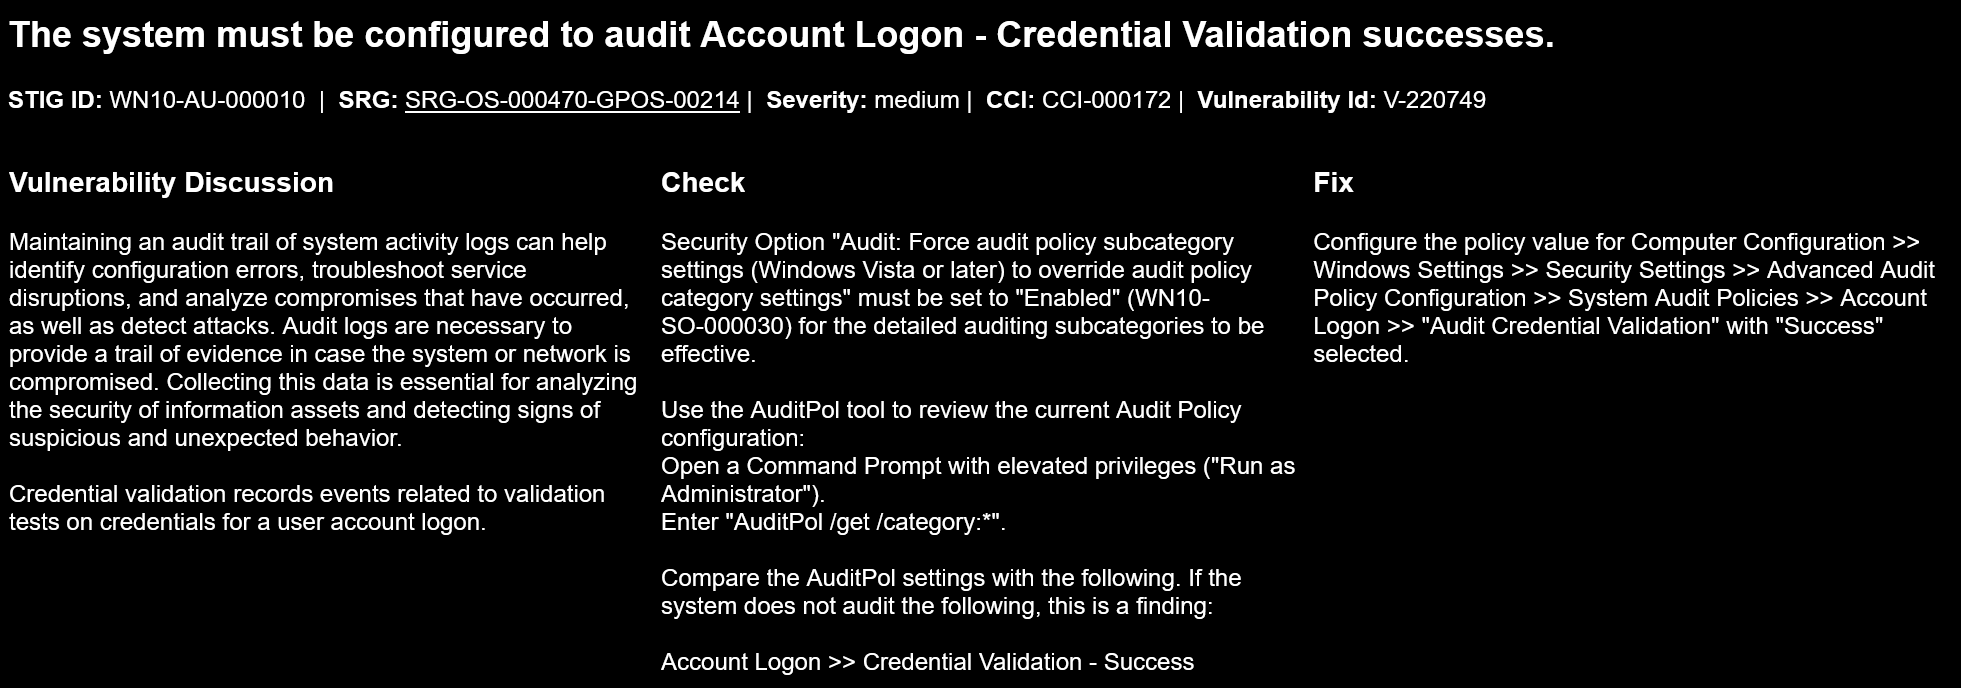 The system must be configured to audit Account Logon - Credential Validation successes.
STIG ID: WN10-AU-000010 | SRG: SRG-OS-000470-GPOS-00214 | Severity: medium | CCI: CCI-000172 | Vulnerability Id: V-220749
Vulnerability Discussion
Maintaining an audit trail of system activity logs can help
identify configuration errors, troubleshoot service
disruptions, and analyze compromises that have occurred,
as well as detect attacks. Audit logs are necessary to
provide a trail of evidence in case the system or network is
compromised. Collecting this data is essential for analyzing
the security of information assets and detecting signs of
suspicious and unexpected behavior.
Credential validation records events related to validation
tests on credentials for a user account logon.
Check
Security Option "Audit: Force audit policy subcategory
settings (Windows Vista or later) to override audit policy
category settings" must be set to "Enabled" (WN10-
SO-000030) for the detailed auditing subcategories to be
effective.
Use the AuditPol tool to review the current Audit Policy
configuration:
Open a Command Prompt with elevated privileges ("Run as
Administrator").
Enter "AuditPol /get /category:*".
Compare the AuditPol settings with the following. If the
system does not audit the following, this is a finding:
Account Logon >> Credential Validation - Success
Fix
Configure the policy value for Computer Configuration >>
Windows Settings >> Security Settings >> Advanced Audit
Policy Configuration >> System Audit Policies >> Account
Logon >> "Audit Credential Validation" with "Success"
selected.